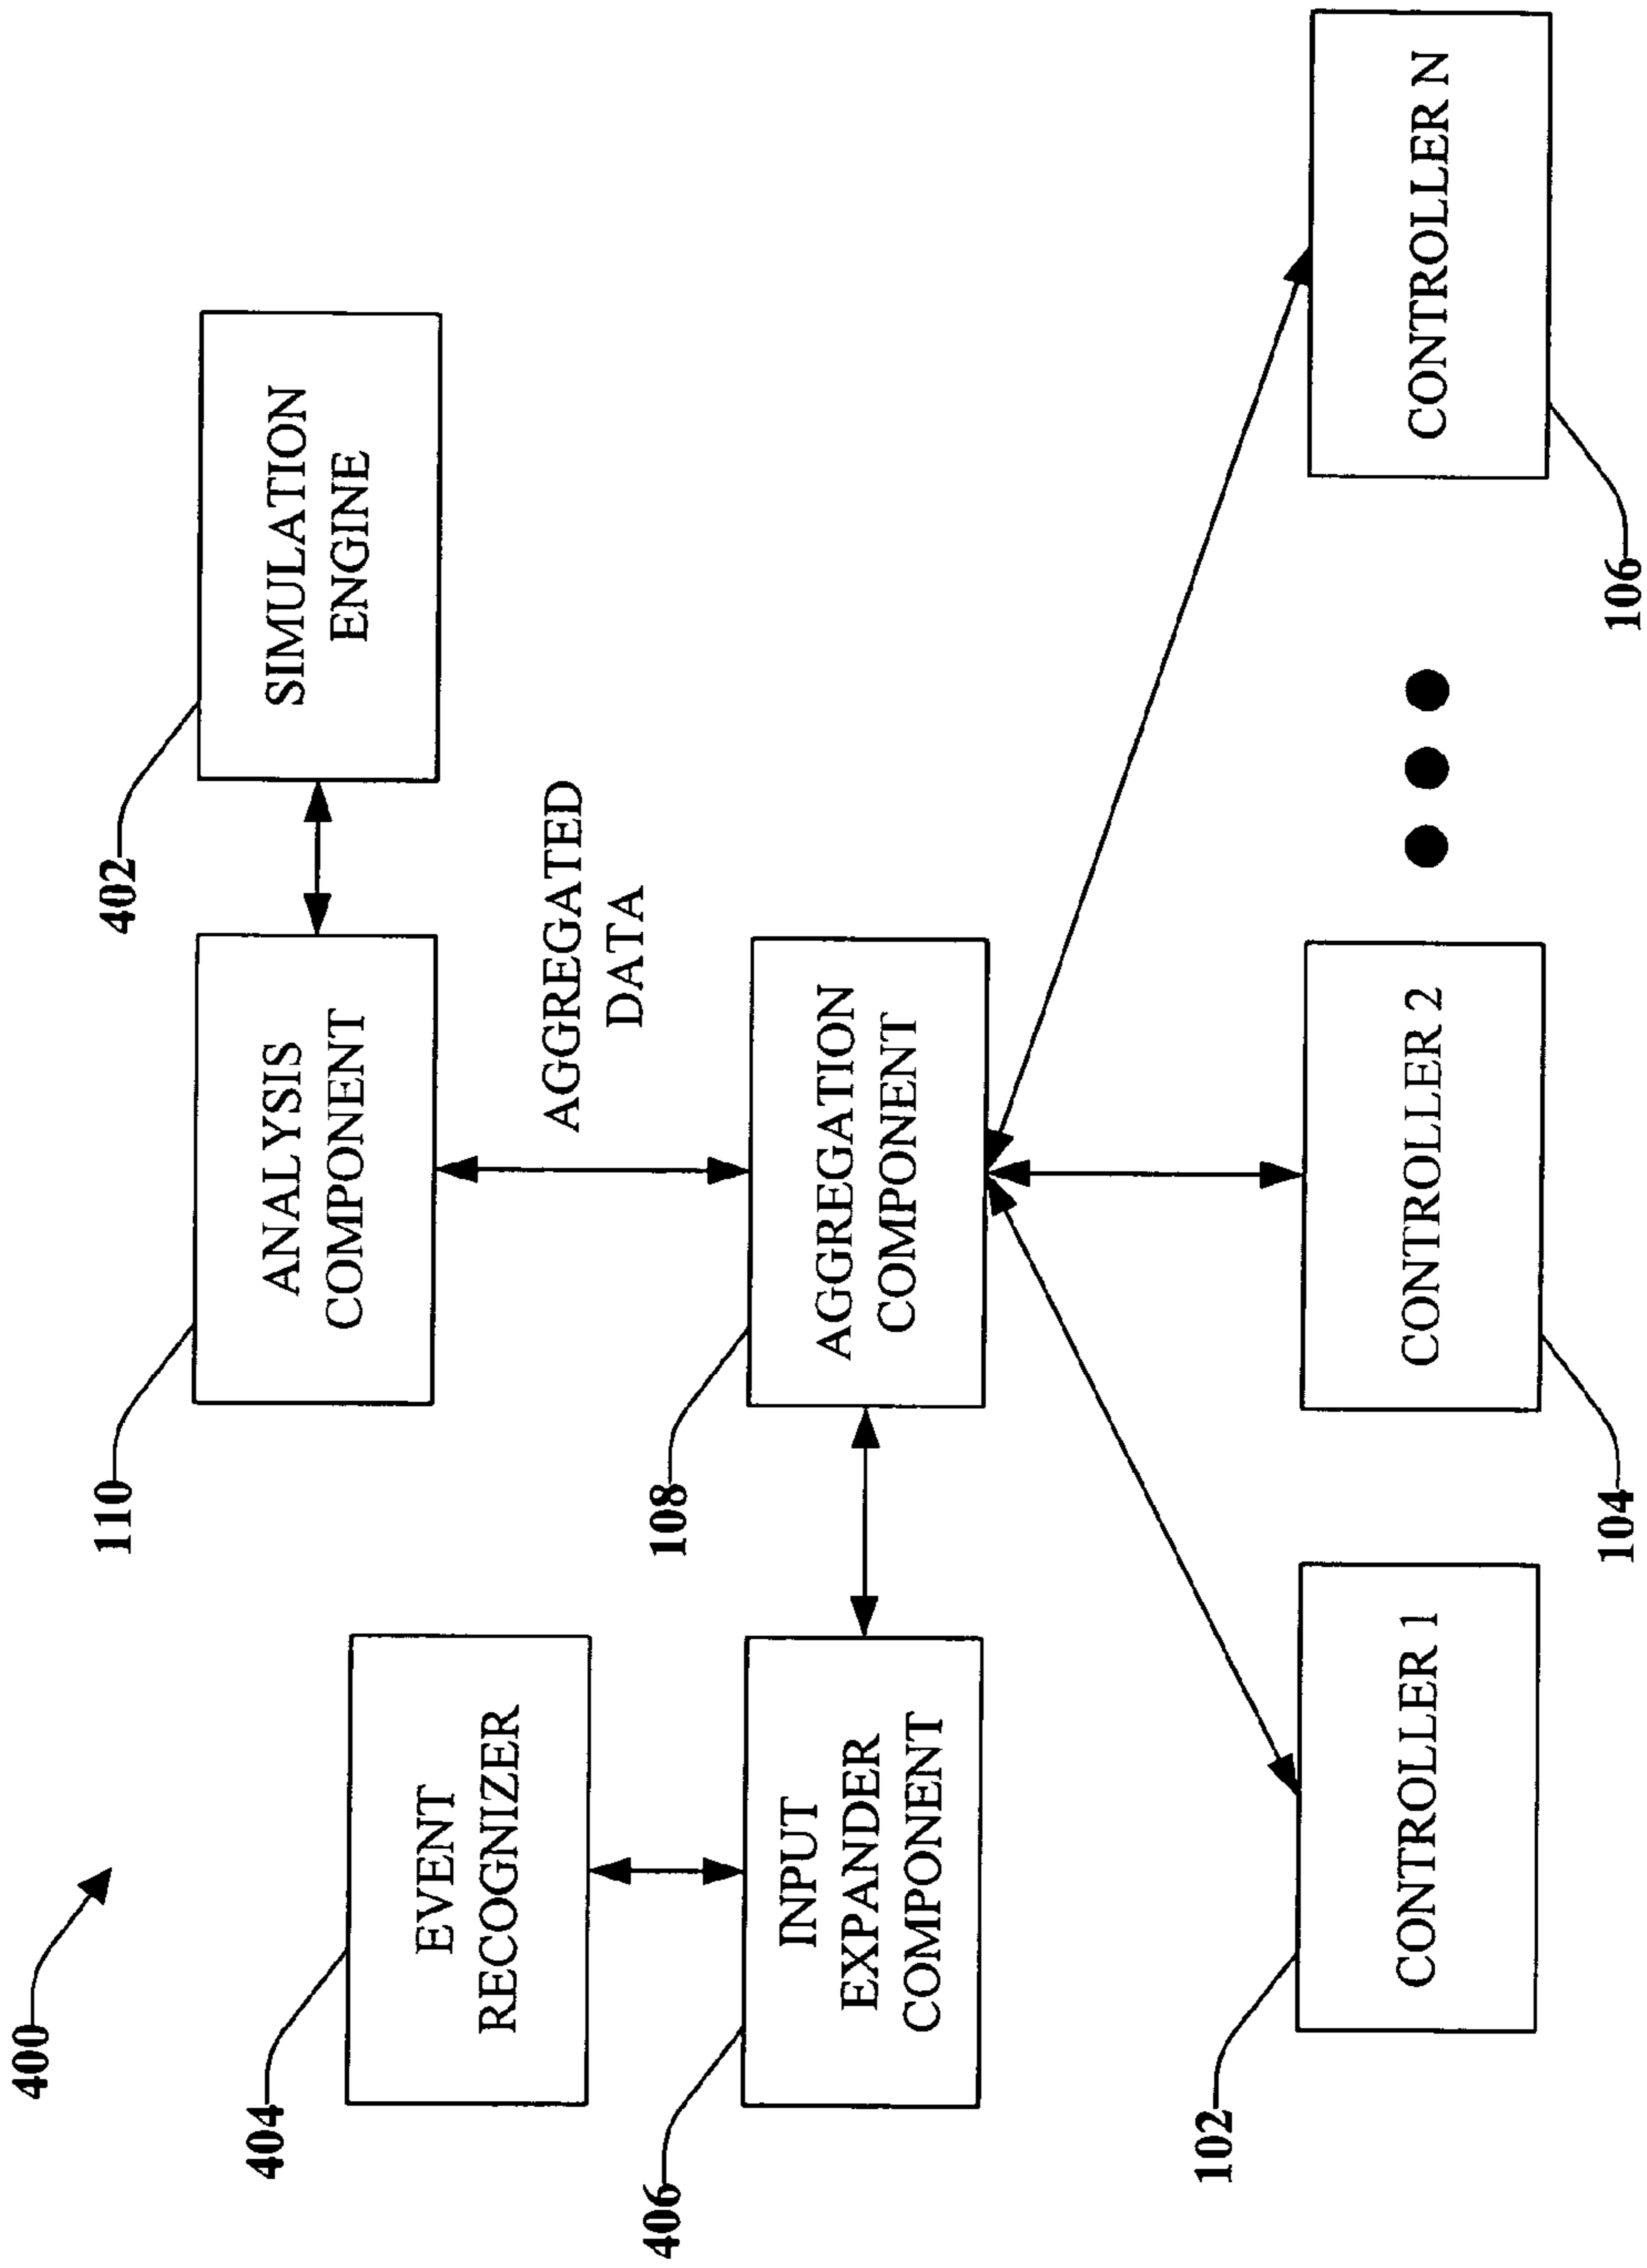 400
110
ANALYSIS
COMPONENT
402
SIMULATION
ENGINE
404
EVENT
RECOGNIZER
AGGREGATED
DATA
406
INPUT
EXPANDER
COMPONENT
108
AGGREGATION
COMPONENT
102
CONTROLLER 1
104
CONTROLLER 2
106
CONTROLLER N